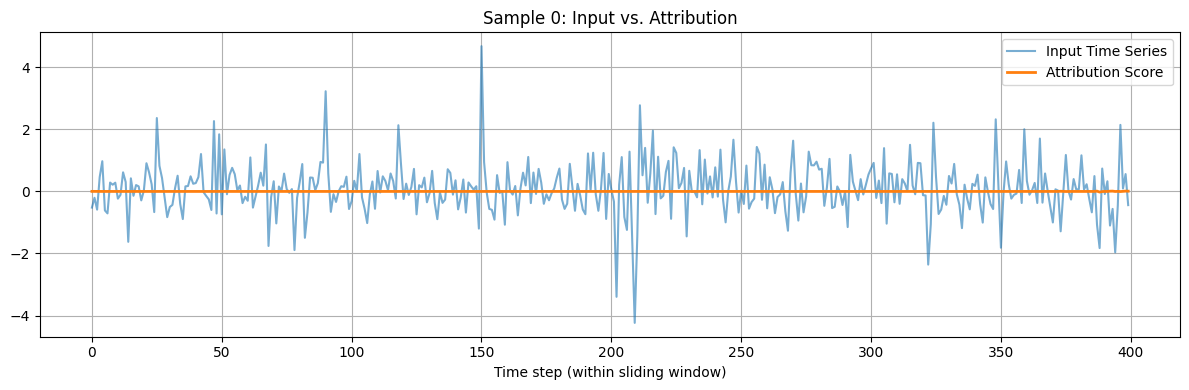 Sample 0: Input vs. Attribution
Input Time Series
Attribution Score
4
2
0
−2
−4
0 50 100 150 200 250 300 350 400
Time step (within sliding window)